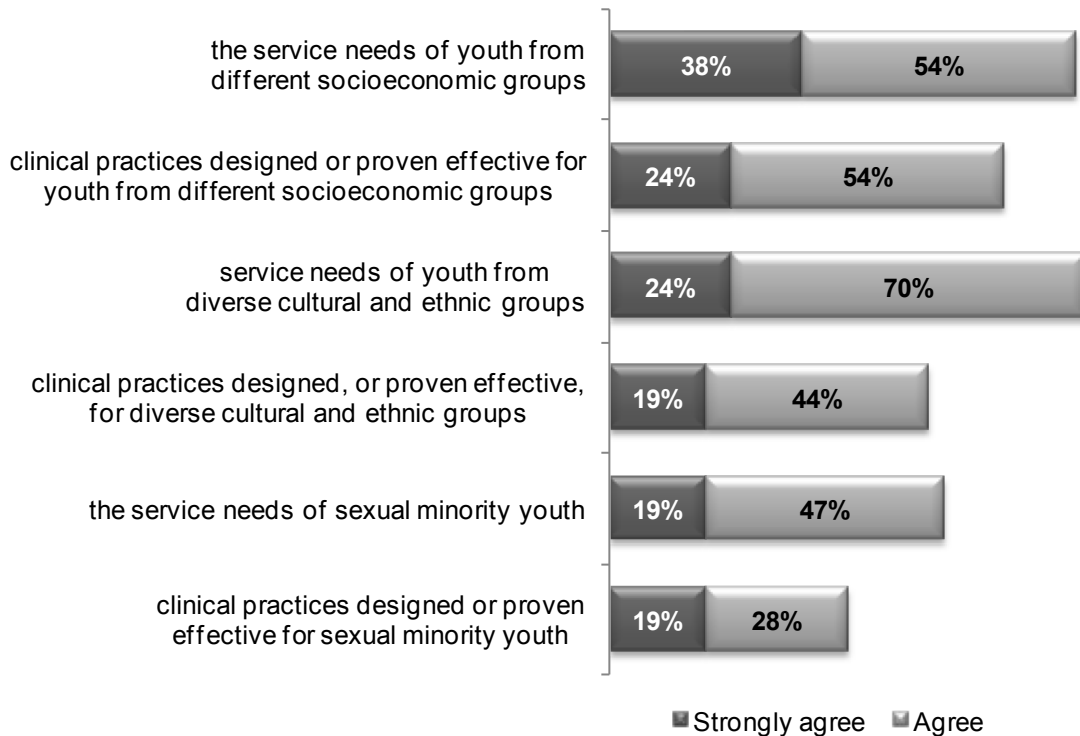 the service needs of youth from
different socioeconomic groups
38% 54%
clinical practices designed or proven effective for
youth from different socioeconomic groups
24% 54%
service needs of youth from
diverse cultural and ethnic groups
24% 70%
clinical practices designed, or proven effective,
for diverse cultural and ethnic groups
19% 44%
the service needs of sexual minority youth
19% 47%
clinical practices designed or proven
effective for sexual minority youth
19% 28%
Strongly agree Agree